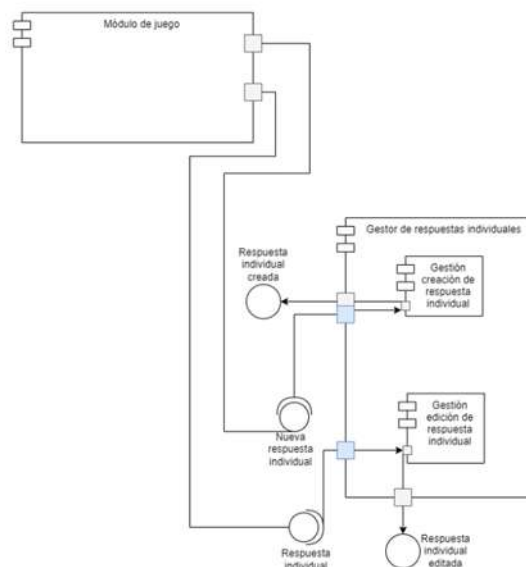 Módulo de juego
Gestor de respuestas individuales
Respuesta
individual
creada
Gestión
creación de
respuesta
individual
Gestión
edición de
respuesta
individual
Nueva
respuesta
individual
Respuesta
individual
Respuesta
individual
editada